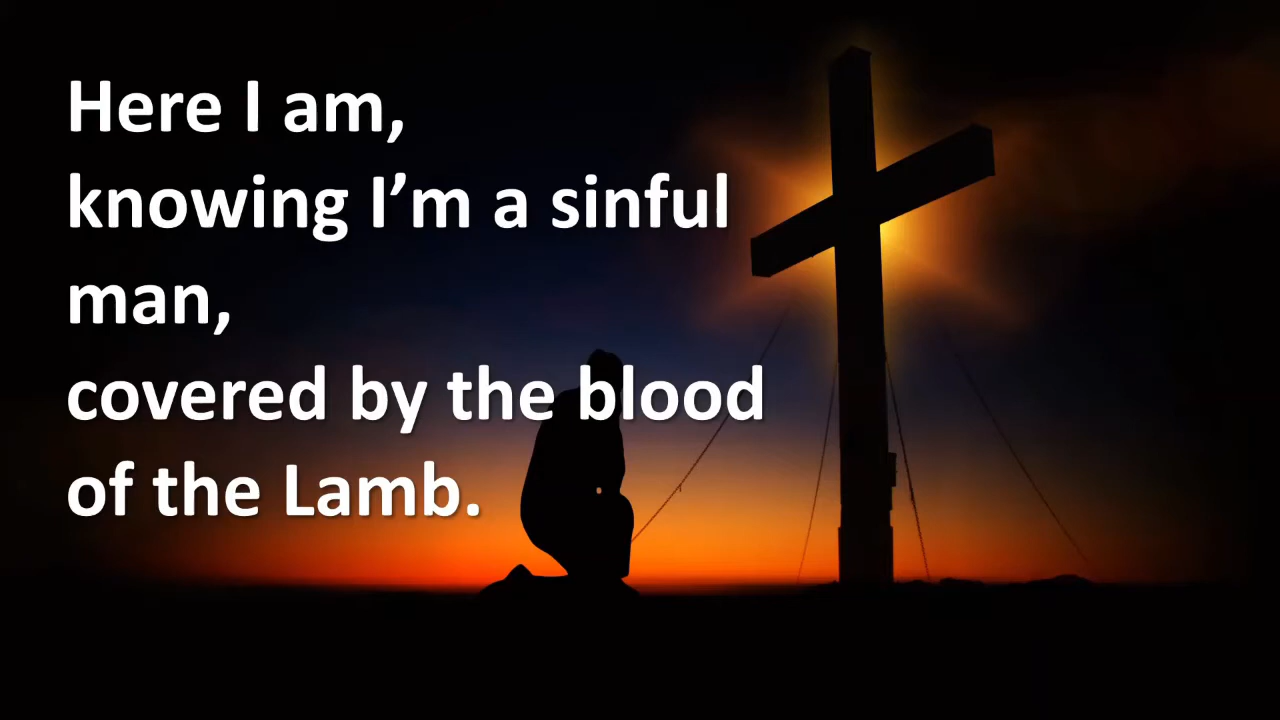 Here I am,
knowing I’m a sinful
man,
covered by the blood
of the Lamb.